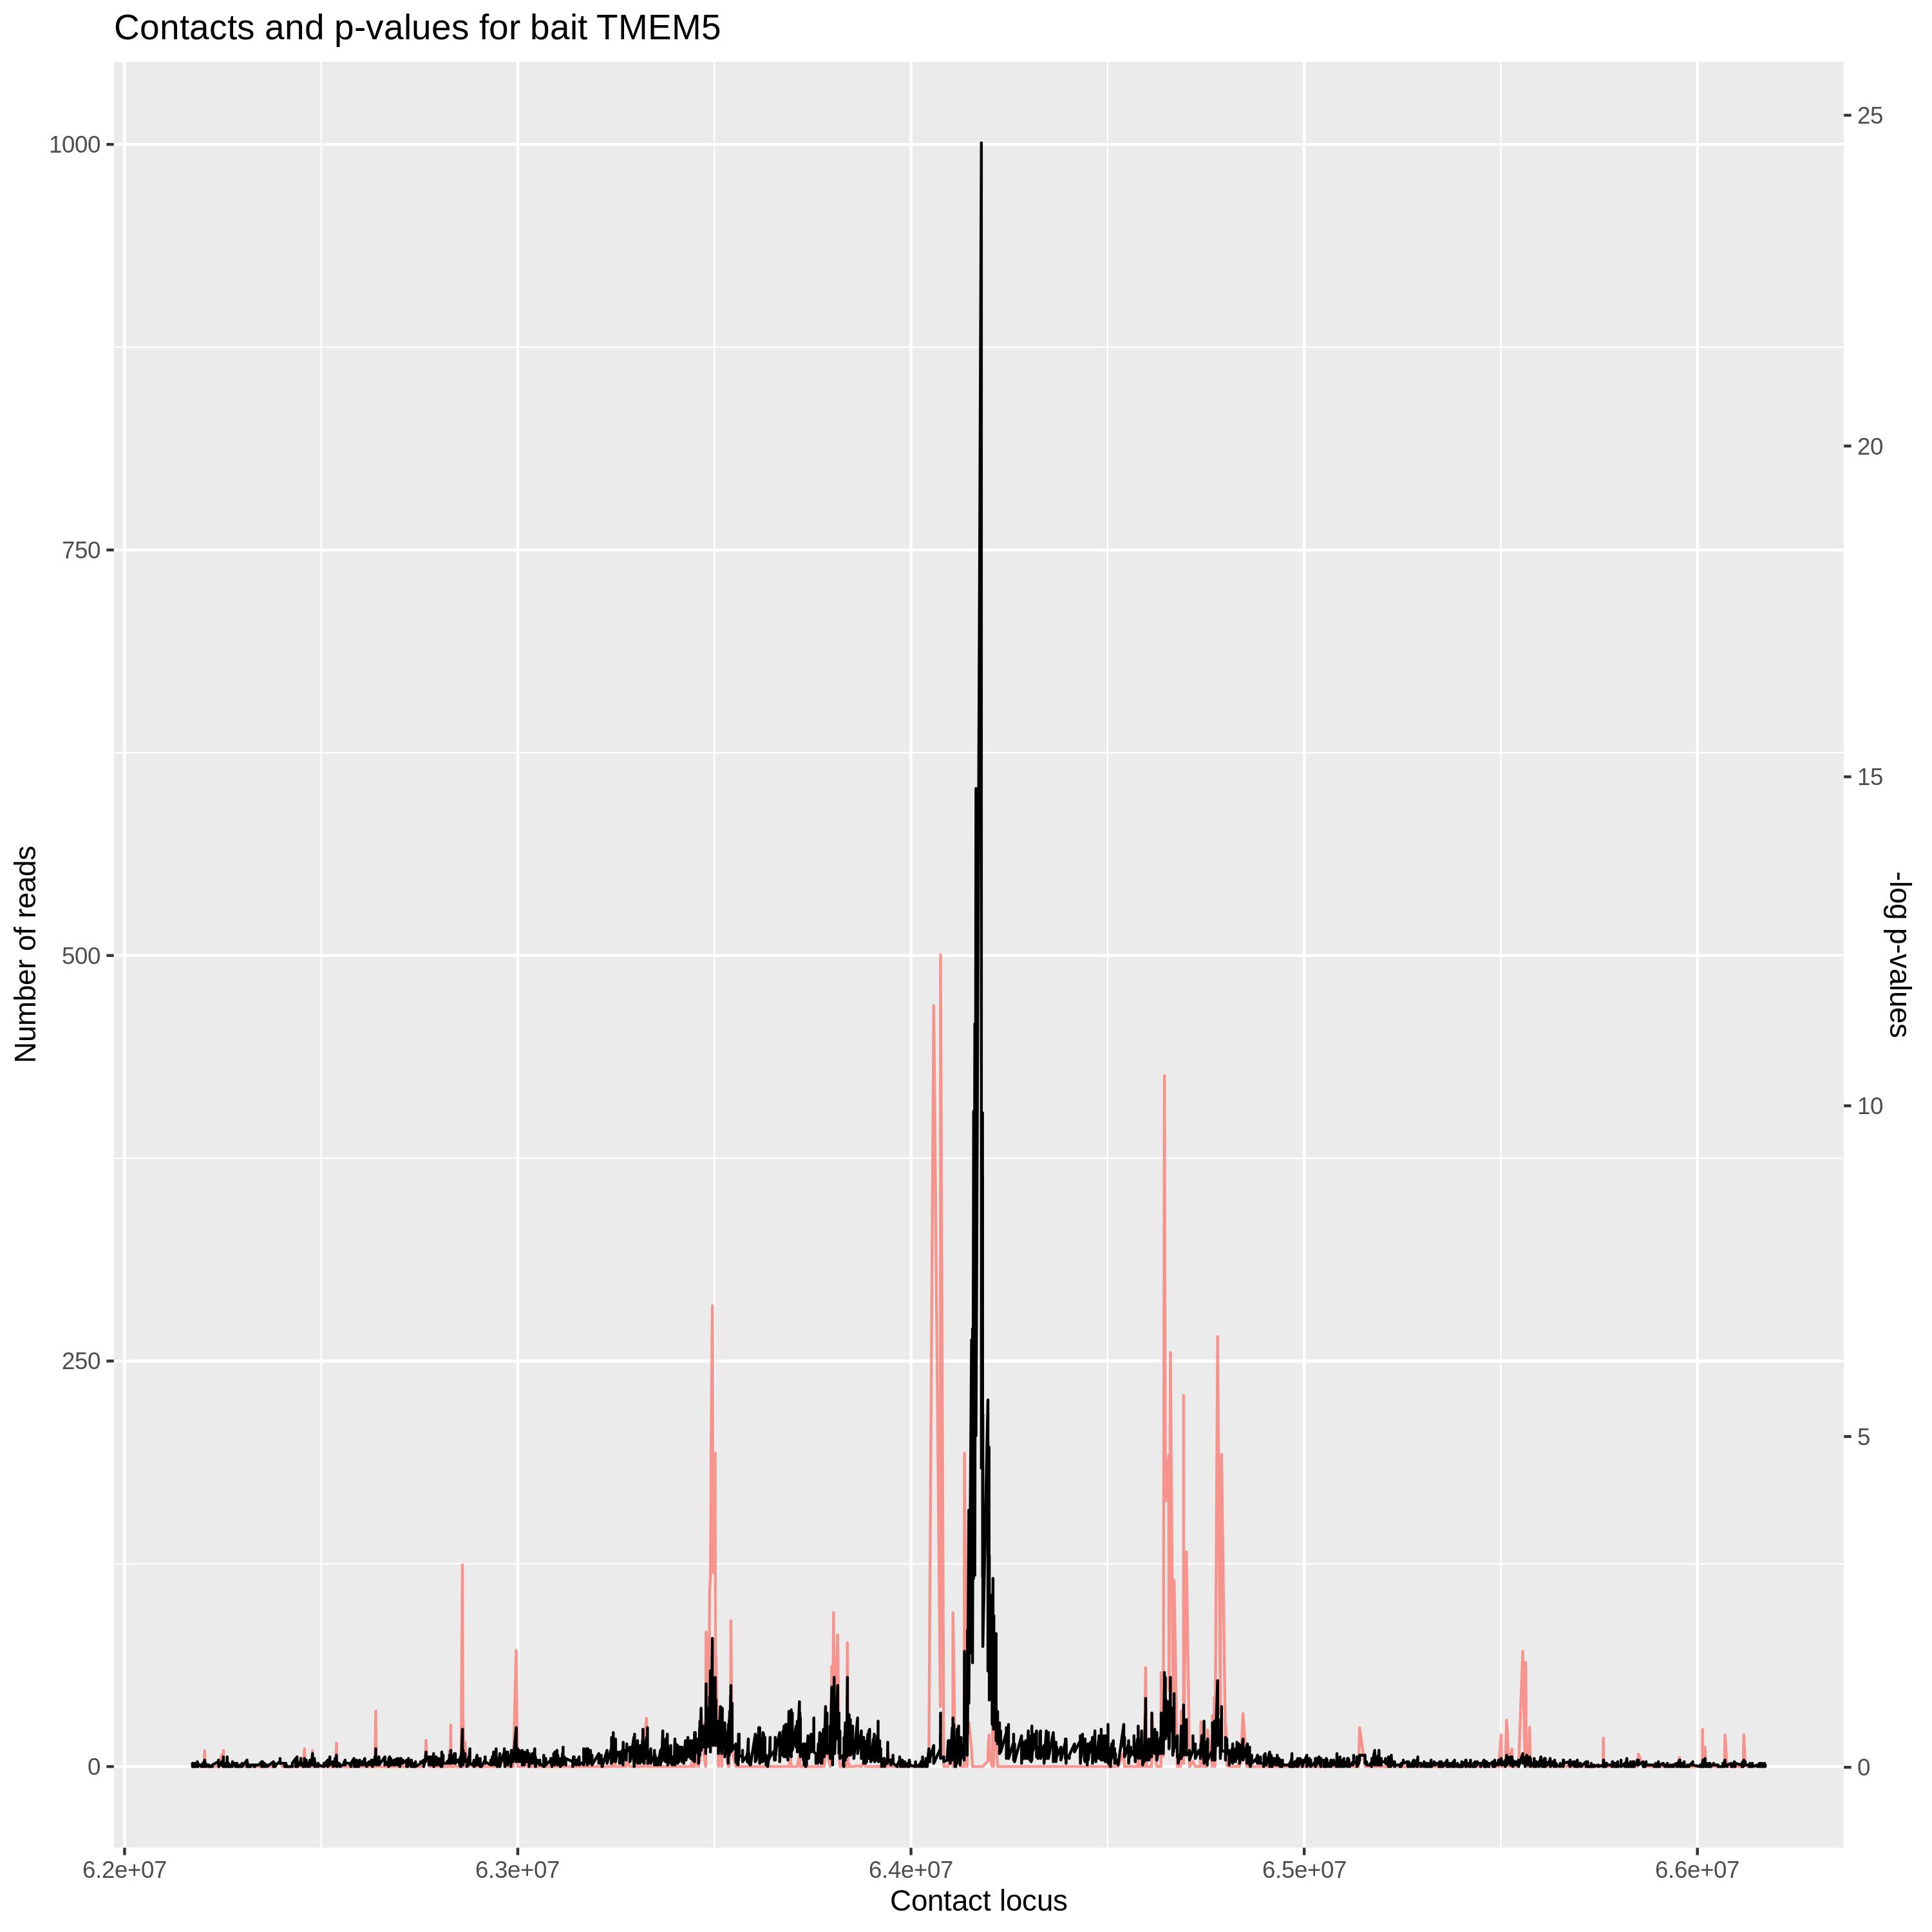 Contacts and p-values for bait TMEM5
1000
750
500
250
0
Number of reads
25
20
15
10
5
0
-log p-values
6.2e+07
6.3e+07
6.4e+07
6.5e+07
6.6e+07
Contact locus